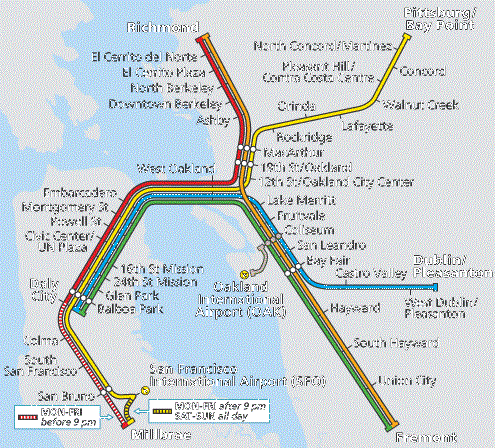 Richmond
El Cerrito del Norte
El Cerrito Plaza
North Berkeley
Downtown Berkeley
Ashby
Pittsburg/
Bay Point
North Concord/Martinez
Pleasant Hill/
Contra Costa Centre
Concord
Orinda
Walnut Creek
Lafayette
Rockridge
MacArthur
19th St/Oakland
12th St/Oakland City Center
West Oakland
Embarcadero
Montgomery St
Powell St
Civic Center/
UN Plaza
Lake Merritt
Fruitvale
Coliseum
San Leandro
Bay Fair
Castro Valley
Dublin/
Pleasanton
West Dublin/
Pleasanton
16th St Mission
24th St Mission
Glen Park
Balboa Park
Daly
City
Oakland
International
Airport (OAK)
Hayward
South Hayward
Union City
Fremont
Colma
South
San Francisco
San Bruno
San Francisco
International Airport (SFO)
MON-FRI
before 9 pm
MON-FRI after 9 pm
SAT-SUN all day
Millbrae